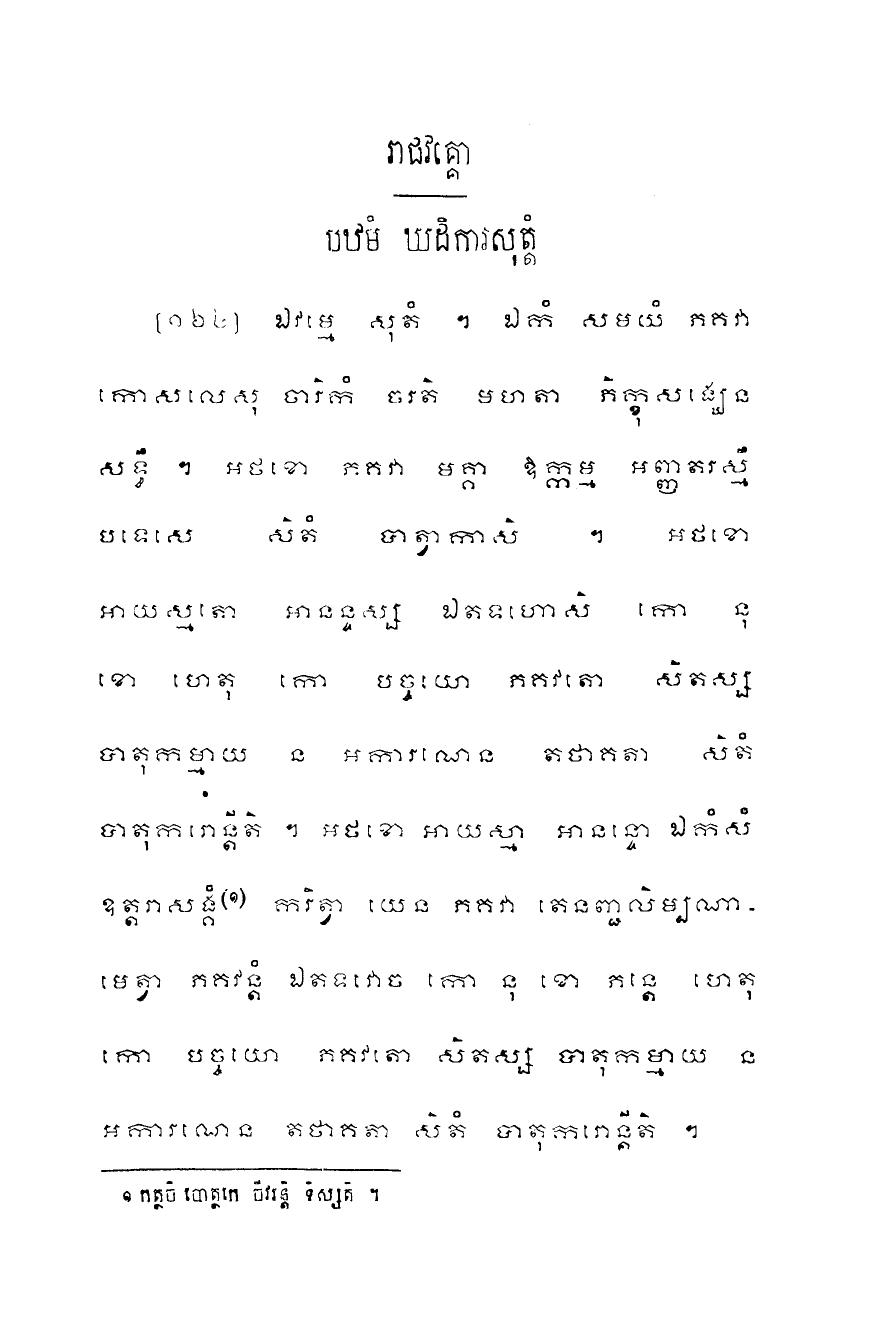 រាជវគ្គោ
បឋមំ ឃដិការសុត្តំ
[១២៤] ឯវម្មេ សុតំ ។ ឯកំ សមយំ ភគវា
កោសលេសុ ចារិកំ ចរតិ មហតា ភិក្ខុសង្ឃេន
សទ្ធឹ ។ អថខោ ភគវា មគ្គា ឱក្កម្ម អញ្ញតរស្មឹ
បទេសេ សិតំ បាត្វាកាសិ ។ អថខោ
អាយស្មតោ អានន្ទស្ស ឯតទហោសិ កោ នុ
ខោ ហេតុ កោ បច្ចយោ ភគវតោ សិតស្ស
បាតុកម្មាយ ន អការណេន តថាគតា សិតំ
បាតុករោន្តីតិ ។ អថខោ អាយស្មា អានន្ទោ ឯកំសំ
ឧត្តរាសង្គំ(១) ករិត្វា យេន ភគវា តេនញ្ជលិម្បណា-
មេត្វា ភគវន្តំ ឯតទវោច កោ នុ ខោ ភន្តេ ហេតុ
កោ បច្ចយោ ភគវតោ សិតស្ស បាតុកម្មាយ ន
អការណេន តថាគតា សិតំ បាតុករោន្តីតិ ។
១ កត្ថចិ បោត្ថកេ ចីវរន្តិ ទិស្សតិ ។